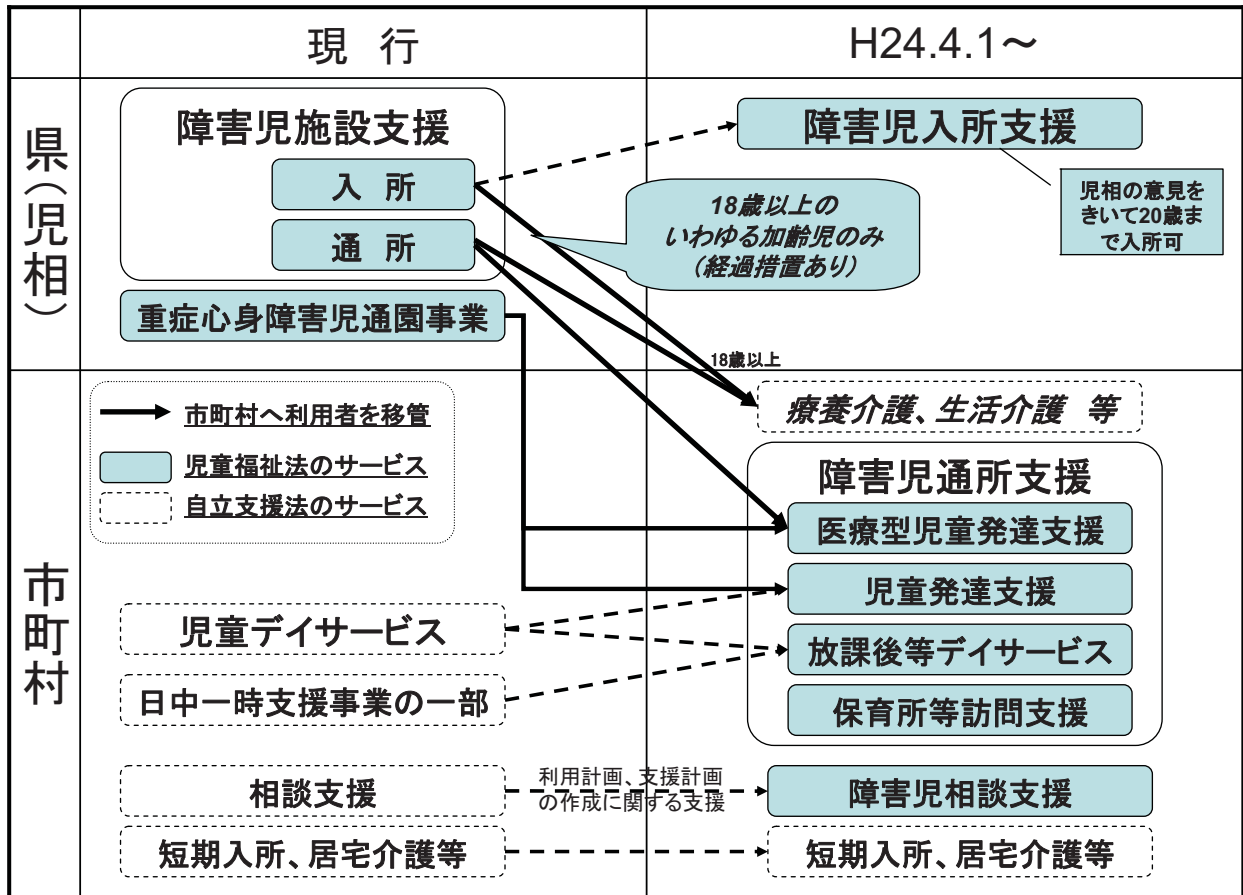 現 行
H24.4.1～
県（児相）
障害児施設支援
入 所
通 所
重症心身障害児通園事業
18歳以上の
いわゆる加齢児のみ
（経過措置あり）
障害児入所支援
児相の意見を
きいて20歳ま
で入所可
18歳以上
市町村
市町村へ利用者を移管
児童福祉法のサービス
自立支援法のサービス
児童デイサービス
日中一時支援事業の一部
相談支援
短期入所、居宅介護等
利用計画、支援計画
の作成に関する支援
療養介護、生活介護 等
障害児通所支援
医療型児童発達支援
児童発達支援
放課後等デイサービス
保育所等訪問支援
障害児相談支援
短期入所、居宅介護等